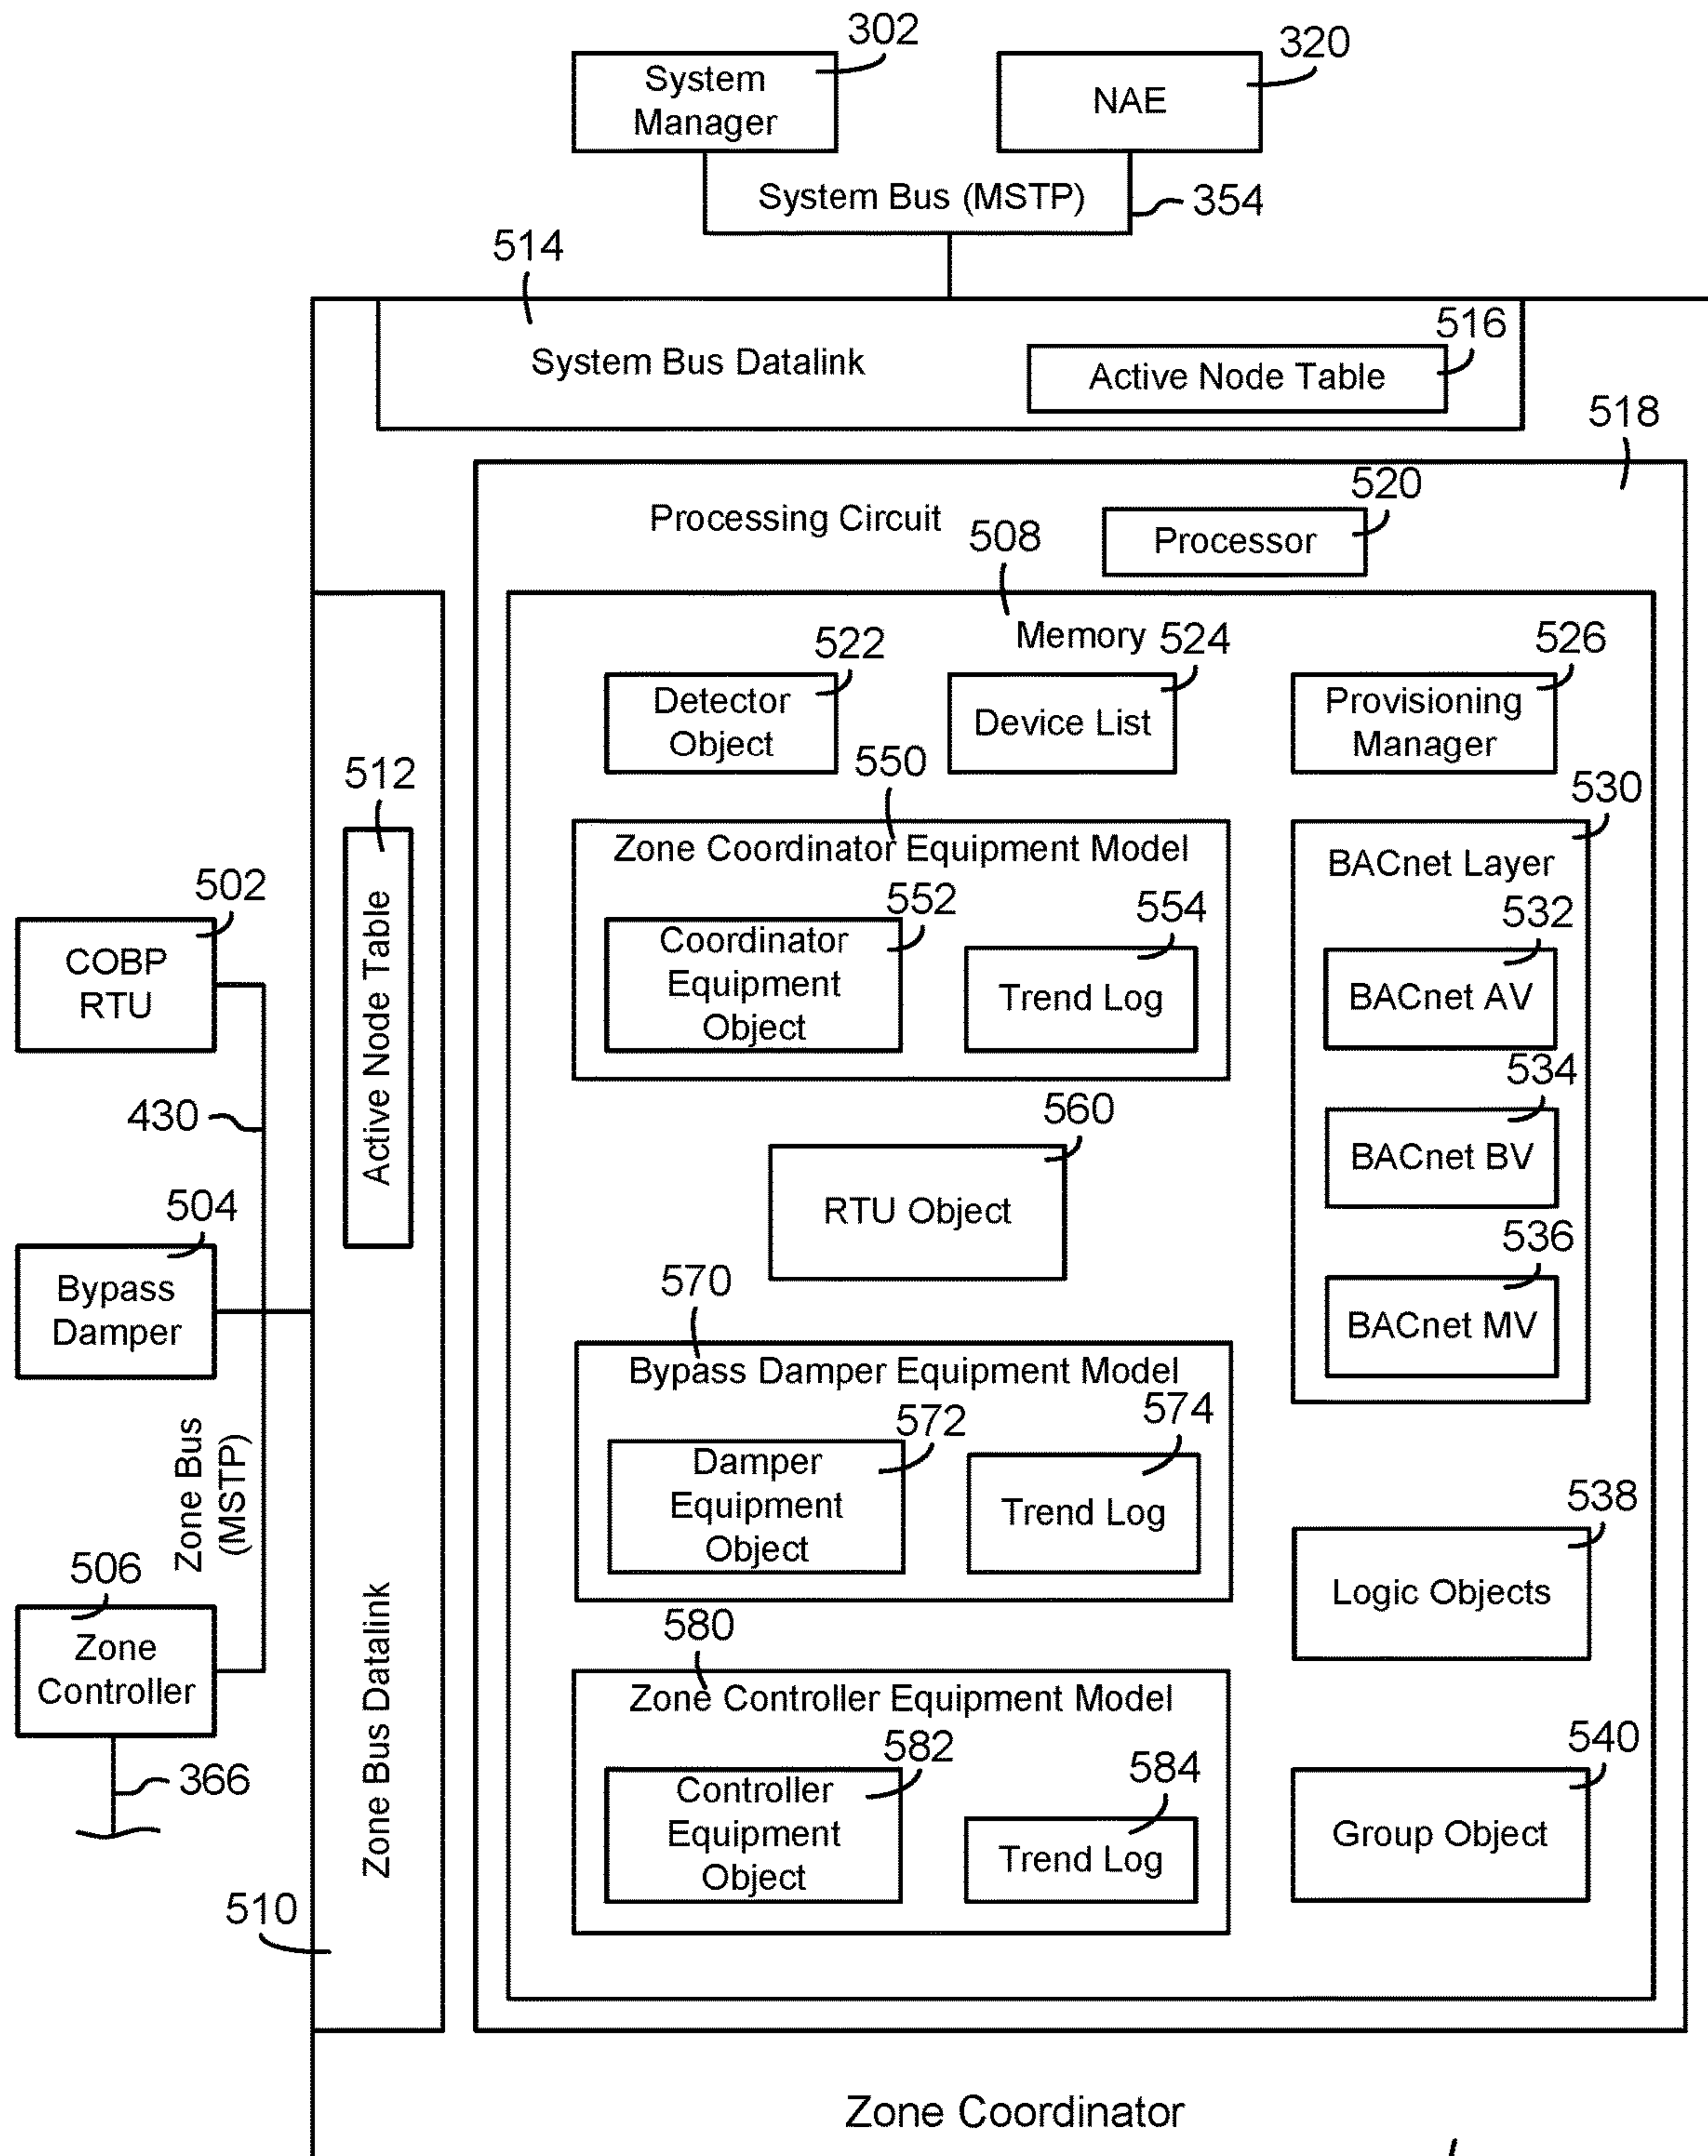 302
320
System
Manager
NAE
System Bus (MSTP)
354
514
516
System Bus Datalink
Active Node Table
518
520
Processing Circuit
508
Processor
Memory
522
524
526
Detector
Object
Device List
Provisioning
Manager
550
512
530
Zone Coordinator Equipment Model
BACnet Layer
Active Node Table
502
552
554
532
COBP
RTU
Coordinator
Equipment
Object
Trend Log
BACnet AV
534
430
560
BACnet BV
504
RTU Object
536
Bypass
Damper
570
BACnet MV
Bypass Damper Equipment Model
572
574
Zone Bus
(MSTP)
Damper
Equipment
Object
Trend Log
538
506
Logic Objects
Zone
Controller
Zone Bus Datalink
580
Zone Controller Equipment Model
582
584
540
366
Controller
Equipment
Object
Trend Log
Group Object
510
Zone Coordinator